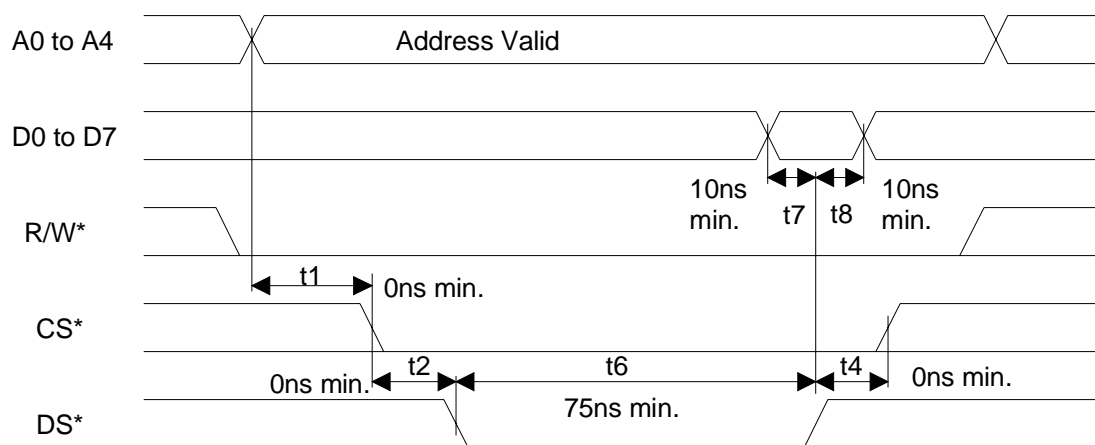 A0 to A4
Address Valid
D0 to D7
10ns
min.
t7
t8
10ns
min.
R/W*
t1
0ns min.
CS*
0ns min.
t2
t6
t4
0ns min.
75ns min.
DS*